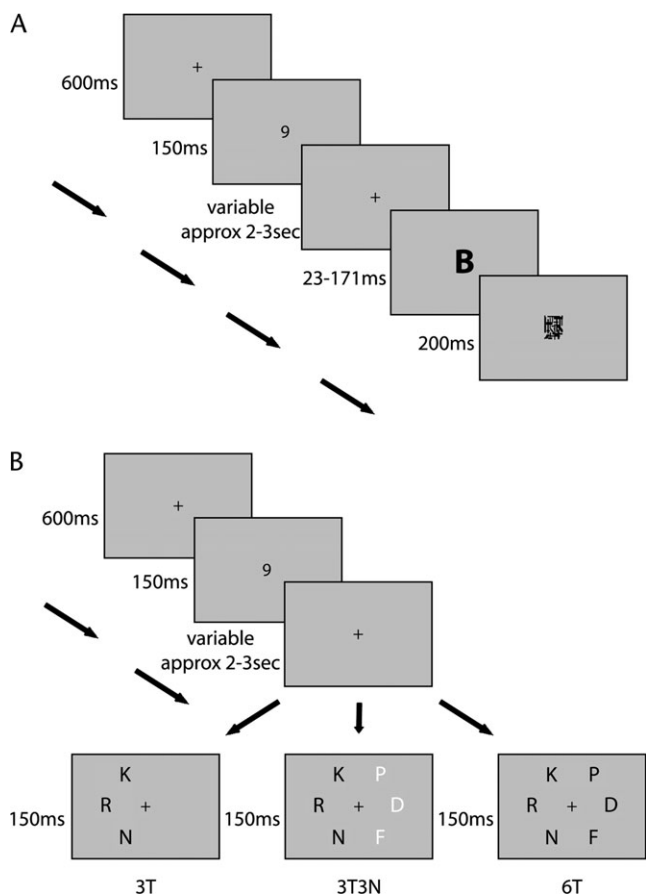 A
+
600ms
9
150ms
variable
approx 2-3sec
+
23-171ms
B
200ms
B
+
600ms
9
150ms
variable
approx 2-3sec
+
K
R +
N
150ms
3T
K P
R + D
N F
150ms
3T3N
K P
R + D
N F
150ms
6T